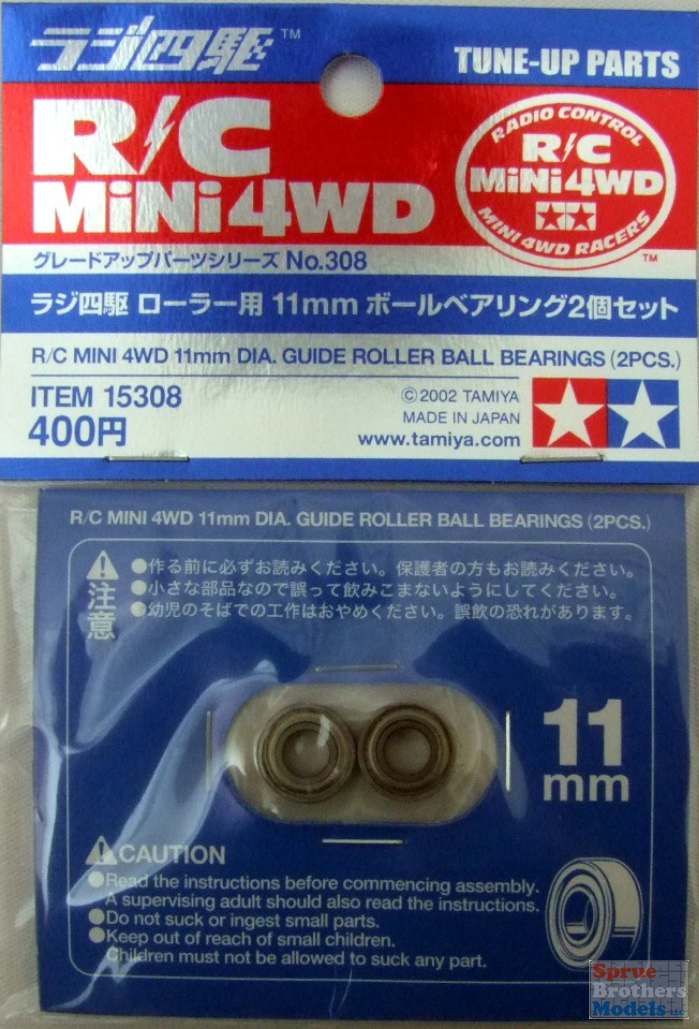 ラジ四駆™
TUNE-UP PARTS
R/C
MiNi4WD
RADIO CONTROL
R/C
MiNi4WD
MINI 4WD RACERS
TM
グレードアップパーツシリーズ No.308
ラジ四駆 ローラー用 11mm ボールベアリング2個セット
R/C MINI 4WD 11mm DIA. GUIDE ROLLER BALL BEARINGS (2PCS.)
ITEM 15308
400円
©2002 TAMIYA
MADE IN JAPAN
www.tamiya.com
R/C MINI 4WD 11mm DIA. GUIDE ROLLER BALL BEARINGS (2PCS.)
注意
●作る前に必ずお読みください。保護者の方もお読みください。
●小さな部品なので誤って飲みこまないようにしてください。
●幼児のそばでの工作はおやめください。誤飲の恐れがあります。
11
mm
CAUTION
●Read the instructions before commencing assembly.
A supervising adult should also read the instructions.
●Do not suck or ingest small parts.
●Keep out of reach of small children.
Children must not be allowed to suck any part.
Sprue
Brothers
Models LLC